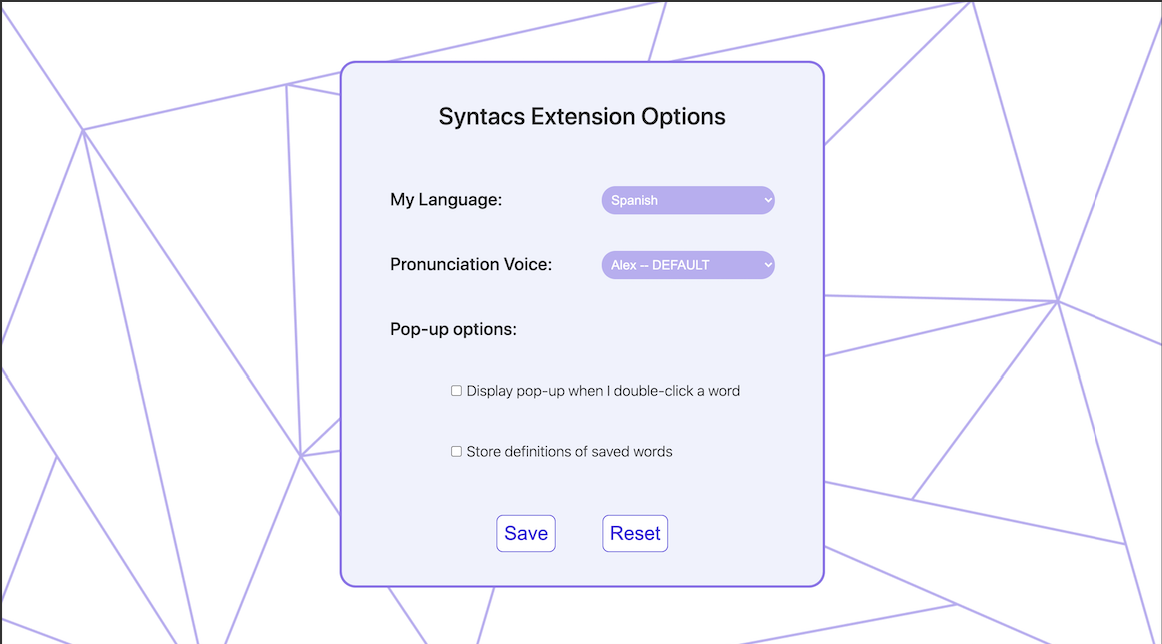 Syntacs Extension Options
My Language: Spanish
Pronunciation Voice: Alex -- DEFAULT
Pop-up options:
Display pop-up when I double-click a word
Store definitions of saved words
Save Reset